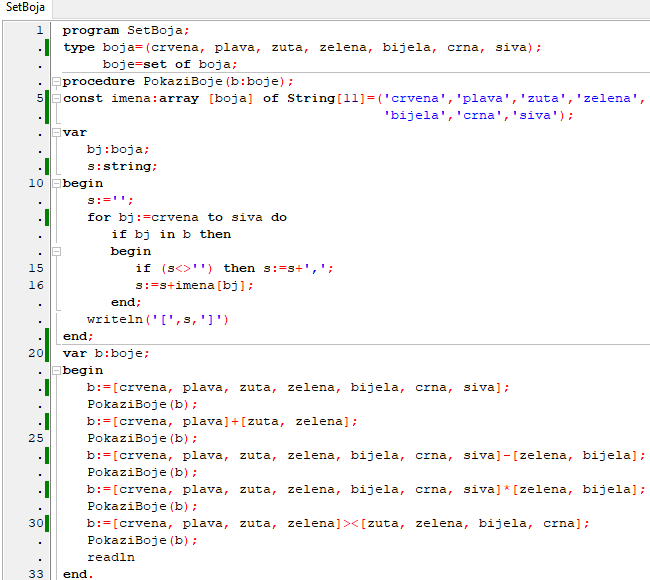 SetBoja
1 program SetBoja;
. type boja=(crvena, plava, zuta, zelena, bijela, crna, siva);
. boje=set of boja;
. procedure PokaziBoje(b:boje);
5 const imena:array [boja] of String[11]=('crvena','plava','zuta','zelena',
. 'bijela','crna','siva');
. var
. bj:boja;
. s:string;
10 begin
. s:='';
. for bj:=crvena to siva do
. if bj in b then
. begin
15 if (s<>'') then s:=s+',';
16 s:=s+imena[bj];
. end;
. writeln('[',s,']')
. end;
20 var b:boje;
. begin
. b:=[crvena, plava, zuta, zelena, bijela, crna, siva];
. PokaziBoje(b);
. b:=[crvena, plava]+[zuta, zelena];
25 PokaziBoje(b);
. b:=[crvena, plava, zuta, zelena, bijela, crna, siva]-[zelena, bijela];
. PokaziBoje(b);
. b:=[crvena, plava, zuta, zelena, bijela, crna, siva]*[zelena, bijela];
. PokaziBoje(b);
30 b:=[crvena, plava, zuta, zelena]><[zuta, zelena, bijela, crna];
. PokaziBoje(b);
. readln
33 end.